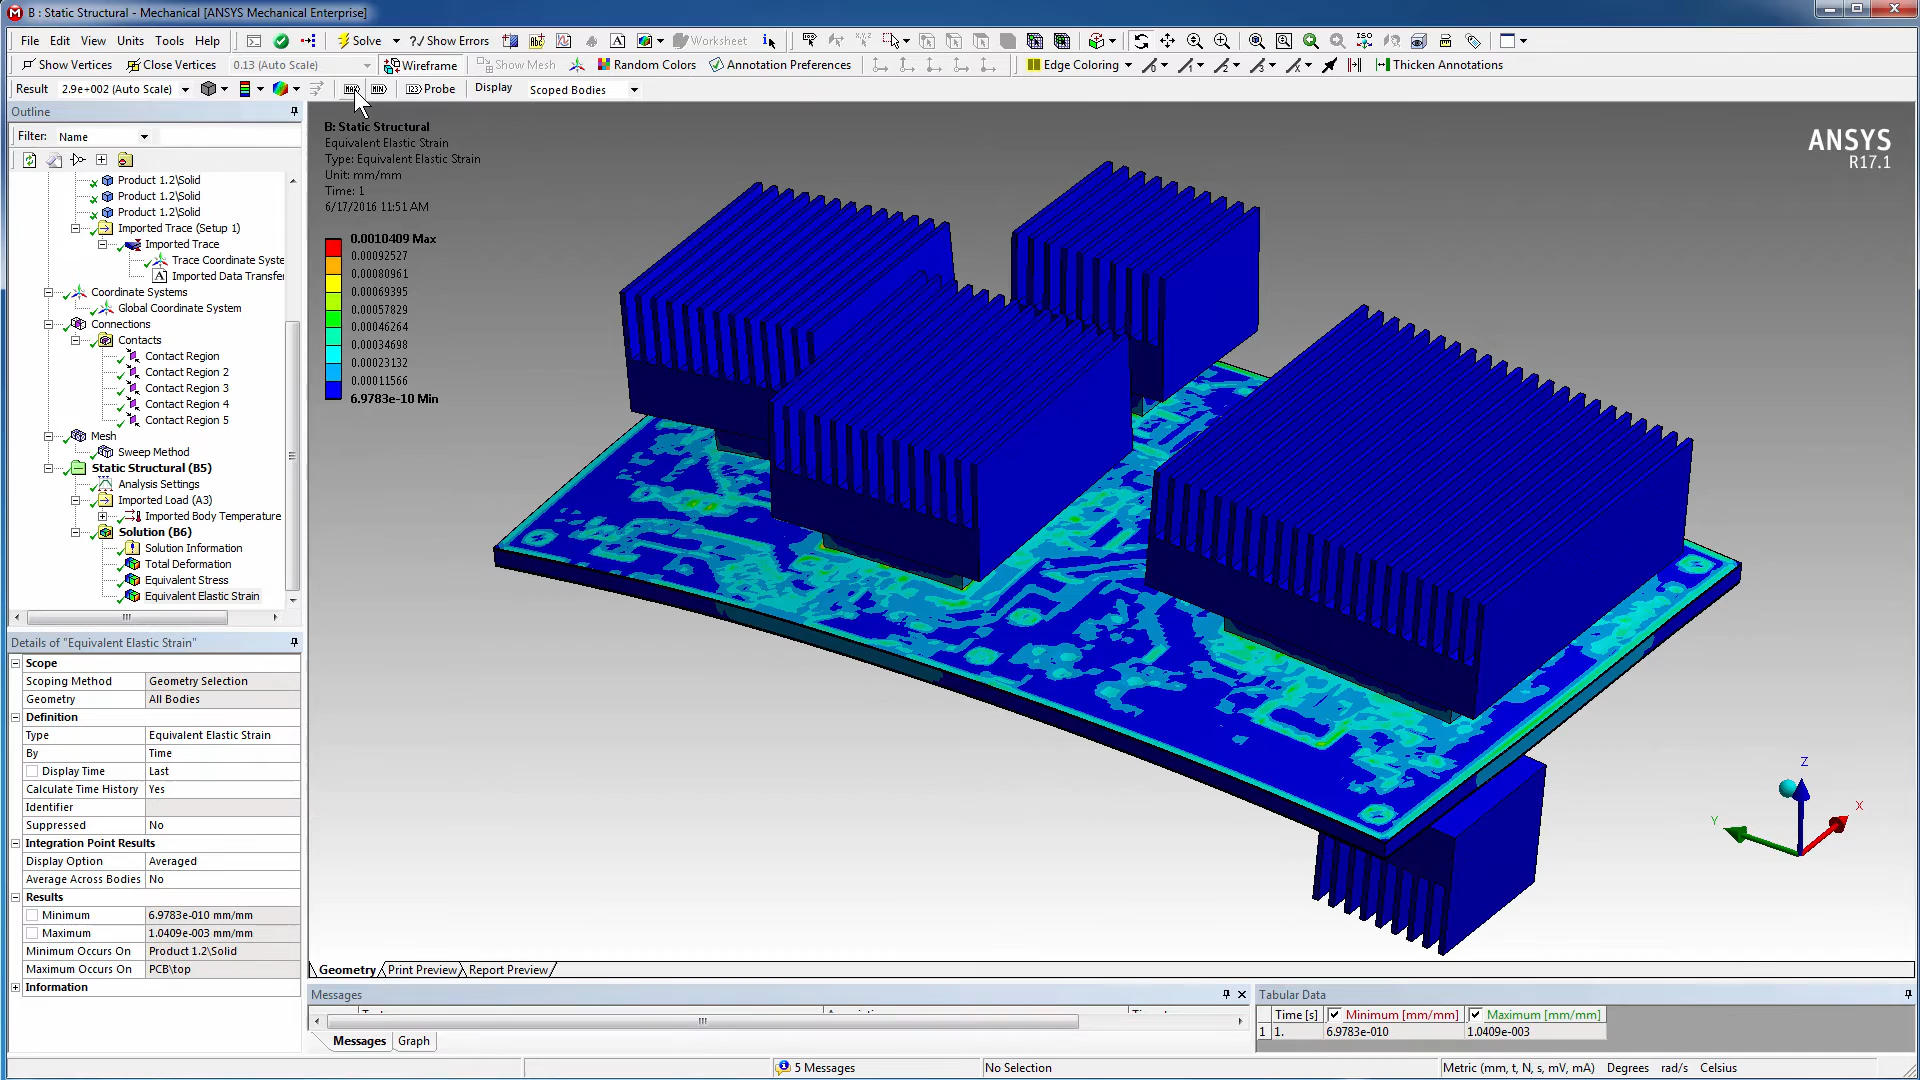 B : Static Structural - Mechanical [ANSYS Mechanical Enterprise]
File Edit View Units Tools Help Solve ?/ Show Errors Worksheet
Show Vertices Close Vertices 0.13 (Auto Scale) Wireframe Show Mesh Random Colors Annotation Preferences Edge Coloring Thicken Annotations
Result 2.9e+002 (Auto Scale) MAX MIN Probe Display Scoped Bodies
Outline
Filter: Name
Product 1.2\Solid
Product 1.2\Solid
Product 1.2\Solid
Imported Trace (Setup 1)
Imported Trace
Trace Coordinate Syste
Imported Data Transfer
Coordinate Systems
Global Coordinate System
Connections
Contacts
Contact Region
Contact Region 2
Contact Region 3
Contact Region 4
Contact Region 5
Mesh
Sweep Method
Static Structural (B5)
Analysis Settings
Imported Load (A3)
Imported Body Temperature
Solution (B6)
Solution Information
Total Deformation
Equivalent Stress
Equivalent Elastic Strain
Details of "Equivalent Elastic Strain"
Scope
Scoping Method Geometry Selection
Geometry All Bodies
Definition
Type Equivalent Elastic Strain
By Time
Display Time Last
Calculate Time History Yes
Identifier
Suppressed No
Integration Point Results
Display Option Averaged
Average Across Bodies No
Results
Minimum 6.9783e-010 mm/mm
Maximum 1.0409e-003 mm/mm
Minimum Occurs On Product 1.2\Solid
Maximum Occurs On PCB\top
Information
B: Static Structural
Equivalent Elastic Strain
Type: Equivalent Elastic Strain
Unit: mm/mm
Time: 1
6/17/2016 11:51 AM
0.0010409 Max
0.00092527
0.00080961
0.00069395
0.00057829
0.00046264
0.00034698
0.00023132
0.00011566
6.9783e-10 Min
ANSYS
R17.1
Z
X
Y
Geometry Print Preview Report Preview
Messages
Messages Graph
Tabular Data
Time [s] Minimum [mm/mm] Maximum [mm/mm]
1 1. 6.9783e-010 1.0409e-003
5 Messages No Selection Metric (mm, t, N, s, mV, mA) Degrees rad/s Celsius